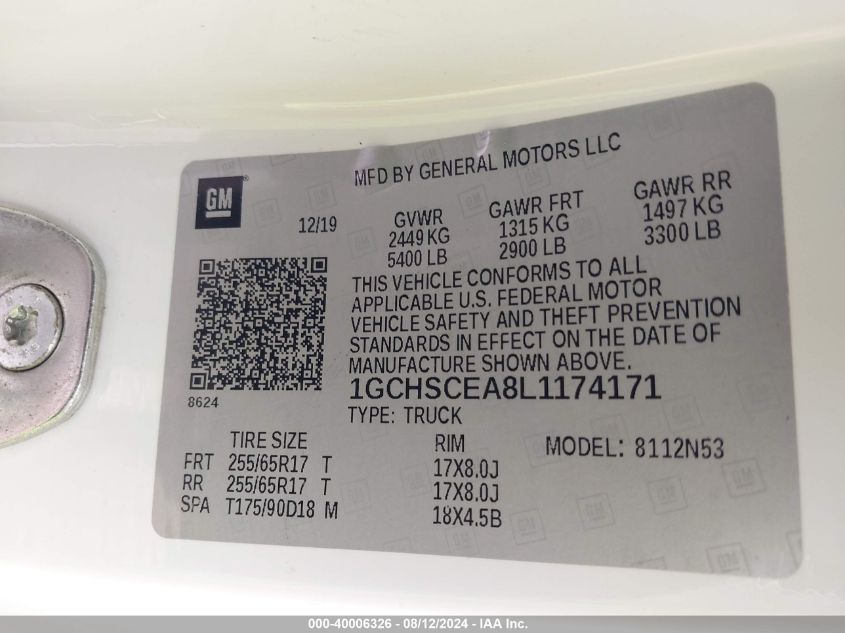 MFD BY GENERAL MOTORS LLC
GM®
12/19
GVWR
2449 KG
5400 LB
GAWR FRT
1315 KG
2900 LB
GAWR RR
1497 KG
3300 LB
THIS VEHICLE CONFORMS TO ALL
APPLICABLE U.S. FEDERAL MOTOR
VEHICLE SAFETY AND THEFT PREVENTION
STANDARDS IN EFFECT ON THE DATE OF
MANUFACTURE SHOWN ABOVE.
8624
1GCHSCEA8L1174171
TYPE: TRUCK
TIRE SIZE
RIM
MODEL: 8112N53
FRT 255/65R17 T 17X8.0J
RR 255/65R17 T 17X8.0J
SPA T175/90D18 M 18X4.5B
000-40006326 - 08/12/2024 - IAA Inc.